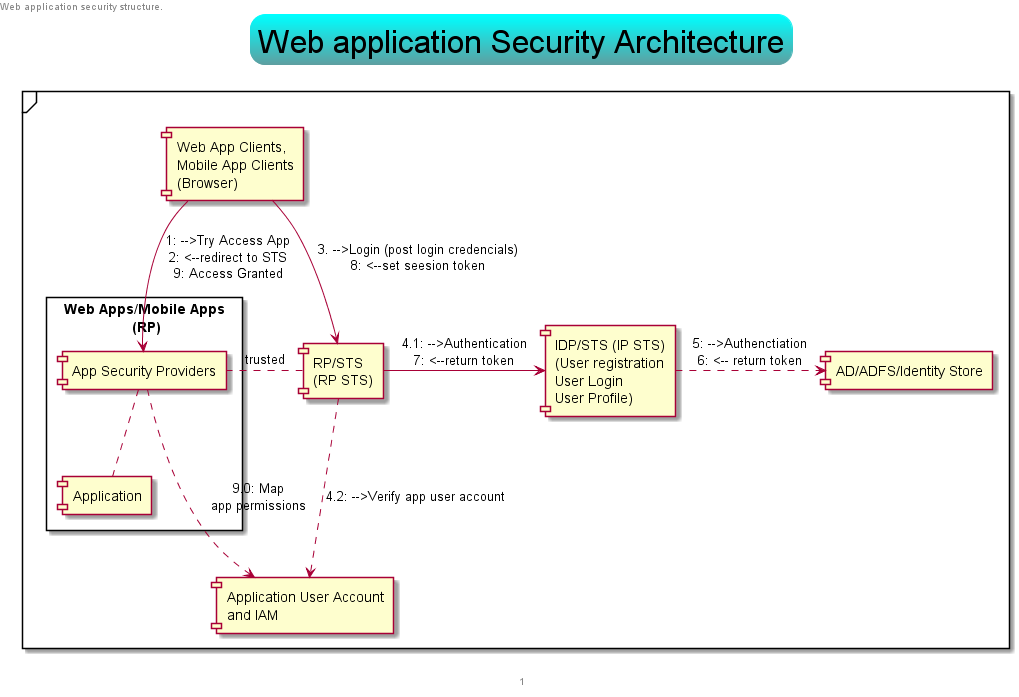 Web application security structure.
Web application Security Architecture
Web App Clients,
Mobile App Clients
(Browser)
1: -->Try Access App
2: <--redirect to STS
9: Access Granted
3. -->Login (post login credencials)
8: <--set seesion token
Web Apps/Mobile Apps
(RP)
App Security Providers
trusted
RP/STS
(RP STS)
4.1: -->Authentication
7: <--return token
IDP/STS (IP STS)
(User registration
User Login
User Profile)
5: -->Authenctiation
6: <-- return token
AD/ADFS/Identity Store
Application
9.0: Map
app permissions
4.2: -->Verify app user account
Application User Account
and IAM
1